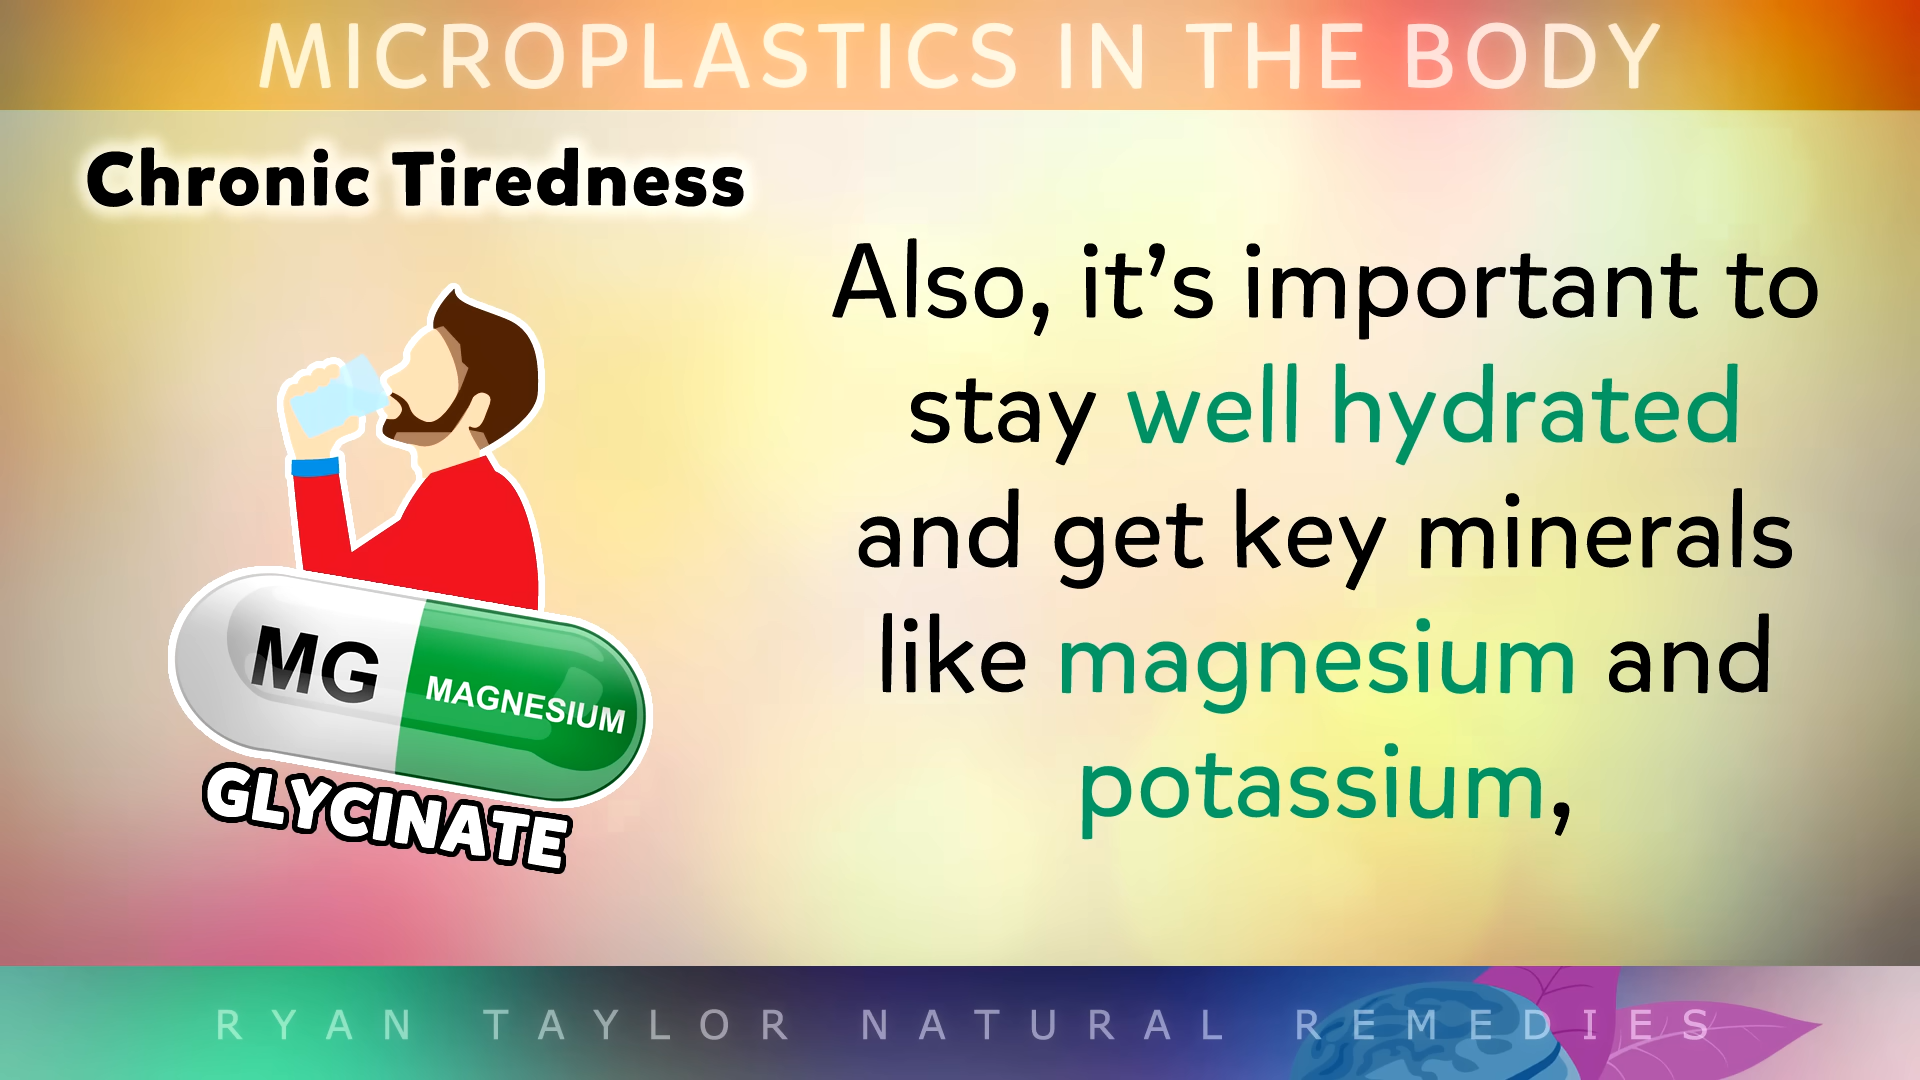 MICROPLASTICS IN THE BODY
Chronic Tiredness
Also, it’s important to
stay well hydrated
and get key minerals
like magnesium and
potassium,
MG MAGNESIUM
GLYCINATE
RYAN TAYLOR NATURAL REMEDIES